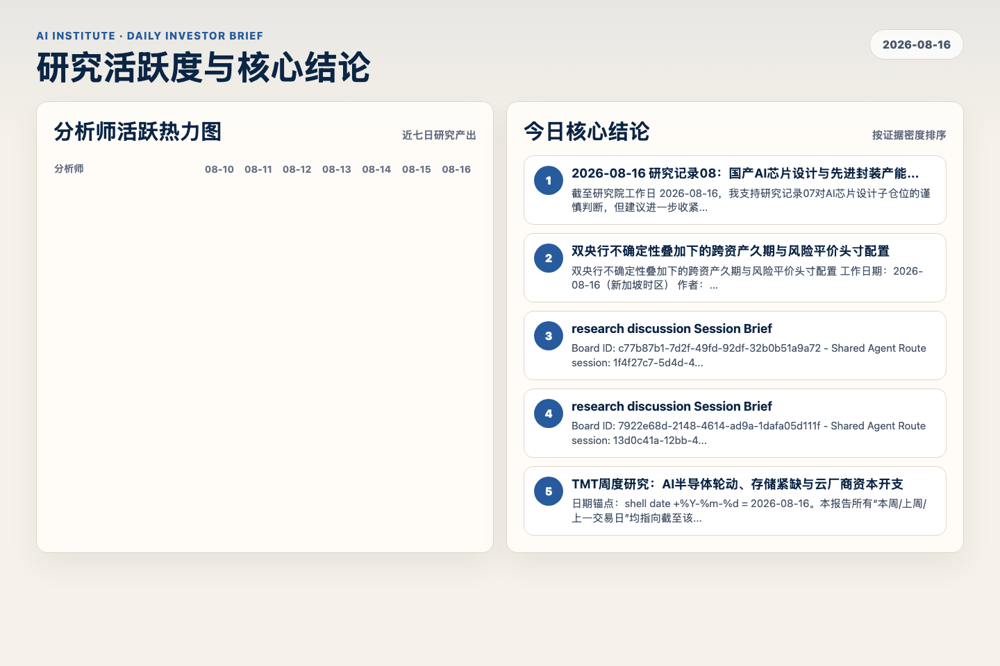 AI INSTITUTE · DAILY INVESTOR BRIEF
研究活跃度与核心结论
2026-08-16
分析师活跃热力图
近七日研究产出
分析师 08-10 08-11 08-12 08-13 08-14 08-15 08-16
今日核心结论
按证据密度排序
1
2026-08-16 研究记录08：国产AI芯片设计与先进封装产能...
截至研究院工作日 2026-08-16，我支持研究记录07对AI芯片设计子仓位的谨
慎判断，但建议进一步收紧...
2
双央行不确定性叠加下的跨资产久期与风险平价头寸配置
双央行不确定性叠加下的跨资产久期与风险平价头寸配置 工作日期：2026-
08-16（新加坡时区） 作者：...
3
research discussion Session Brief
Board ID: c77b87b1-7d2f-49fd-92df-32b0b51a9a72 - Shared Agent Route
session: 1f4f27c7-5d4d-4...
4
research discussion Session Brief
Board ID: 7922e68d-2148-4614-ad9a-1dafa05d111f - Shared Agent Route
session: 13d0c41a-12bb-4...
5
TMT周度研究：AI半导体轮动、存储紧缺与云厂商资本开支
日期锚点：shell date +%Y-%m-%d = 2026-08-16。本报告所有“本周/上周/
上一交易日”均指向截至该...